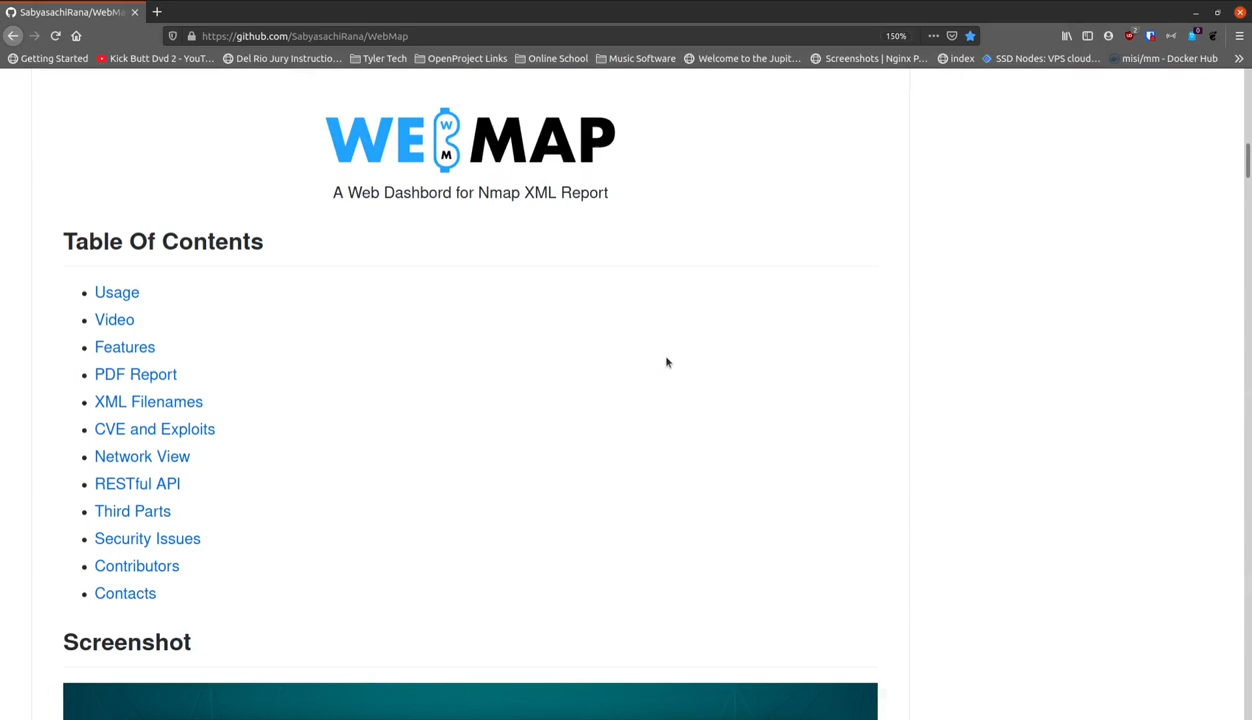 SabyasachiRana/WebMa
https://github.com/SabyasachiRana/WebMap
150%
Getting Started
Kick Butt Dvd 2 - YouT...
Del Rio Jury Instructio...
Tyler Tech
OpenProject Links
Online School
Music Software
Welcome to the Jupit...
Screenshots | Nginx P...
index
SSD Nodes: VPS cloud...
misi/mm - Docker Hub
WEBMAP
W
M
A Web Dashbord for Nmap XML Report
Table Of Contents
Usage
Video
Features
PDF Report
XML Filenames
CVE and Exploits
Network View
RESTful API
Third Parts
Security Issues
Contributors
Contacts
Screenshot